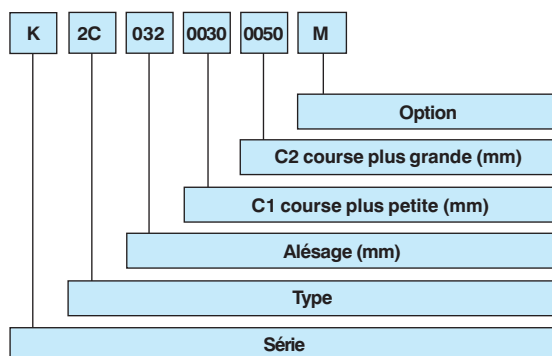 K 2C 032 0030 0050 M
Option
C2 course plus grande (mm)
C1 course plus petite (mm)
Alésage (mm)
Type
Série